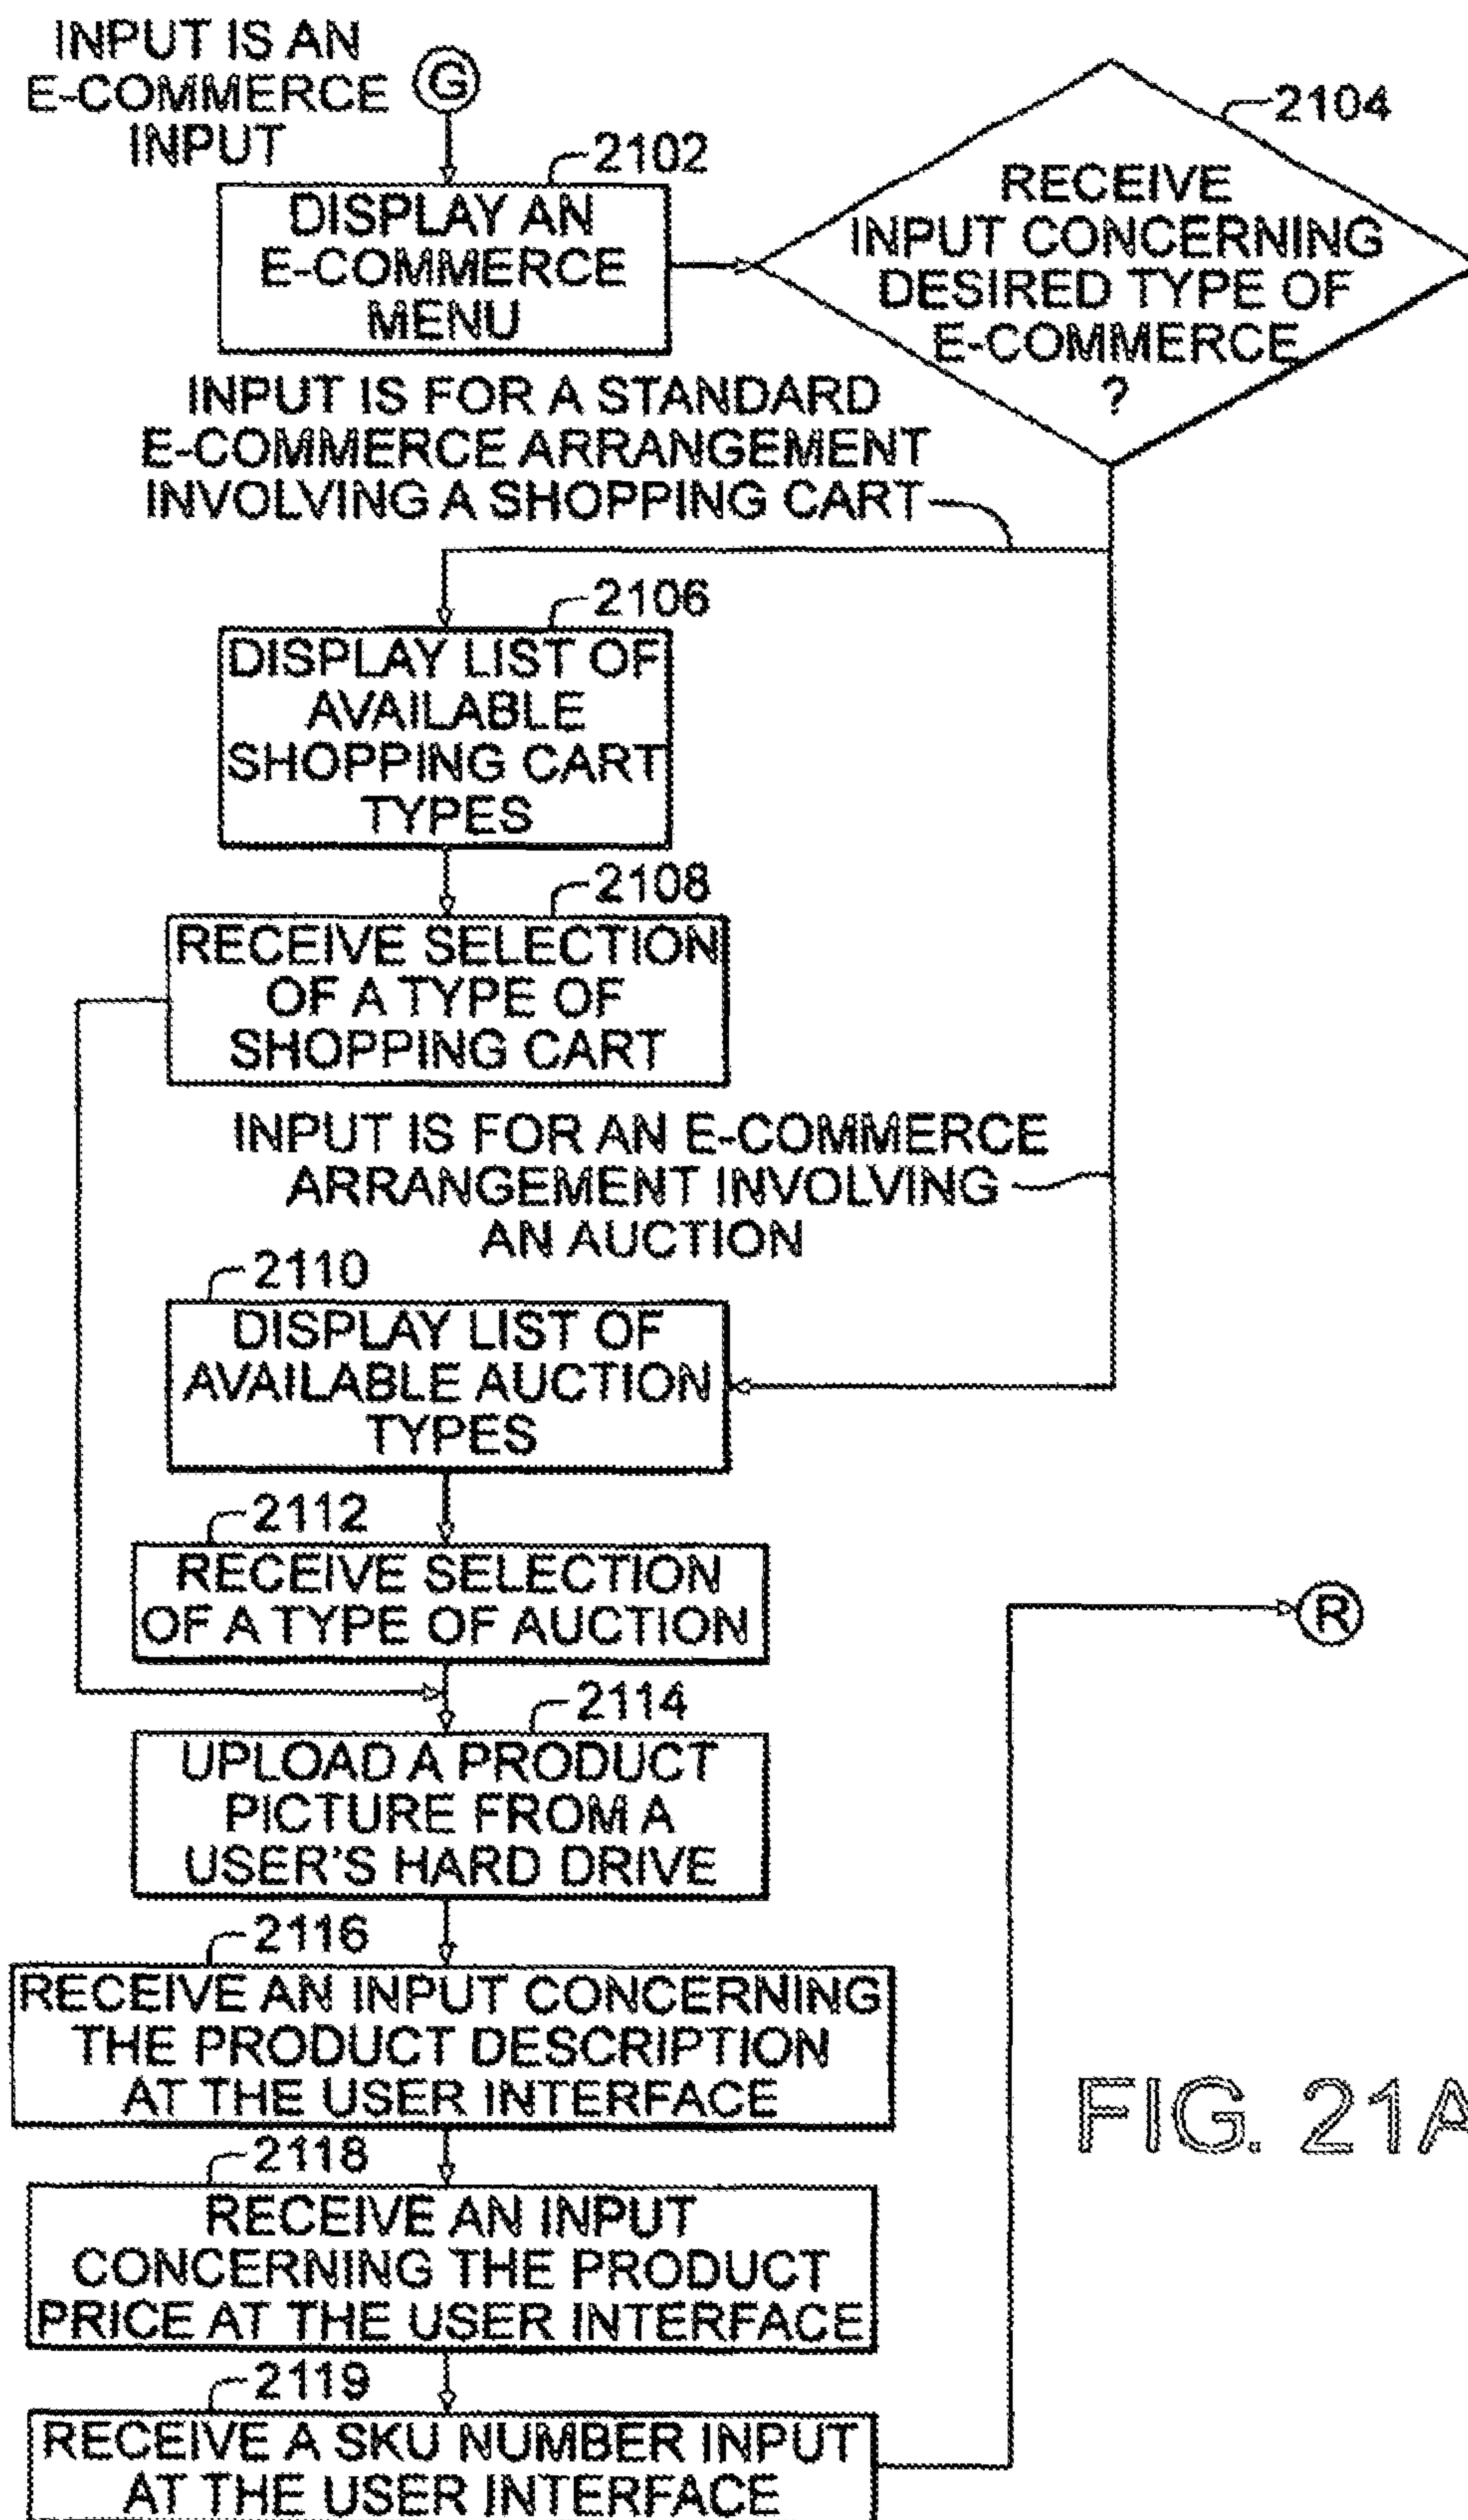 INPUT IS AN
E-COMMERCE
INPUT
G
2102
DISPLAY AN
E-COMMERCE
MENU
2104
RECEIVE
INPUT CONCERNING
DESIRED TYPE OF
E-COMMERCE
?
INPUT IS FOR A STANDARD
E-COMMERCE ARRANGEMENT
INVOLVING A SHOPPING CART
2106
DISPLAY LIST OF
AVAILABLE
SHOPPING CART
TYPES
2108
RECEIVE SELECTION
OF A TYPE OF
SHOPPING CART
INPUT IS FOR AN E-COMMERCE
ARRANGEMENT INVOLVING
AN AUCTION
2110
DISPLAY LIST OF
AVAILABLE AUCTION
TYPES
2112
RECEIVE SELECTION
OF A TYPE OF AUCTION
R
2114
UPLOAD A PRODUCT
PICTURE FROM A
USER'S HARD DRIVE
2116
RECEIVE AN INPUT CONCERNING
THE PRODUCT DESCRIPTION
AT THE USER INTERFACE
FIG. 21A
2118
RECEIVE AN INPUT
CONCERNING THE PRODUCT
PRICE AT THE USER INTERFACE
2119
RECEIVE A SKU NUMBER INPUT
AT THE USER INTERFACE